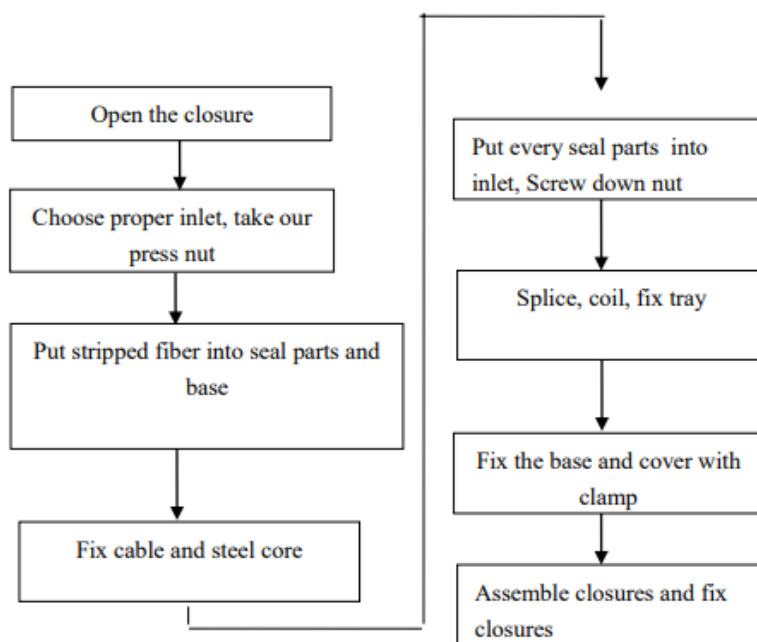 Open the closure
Choose proper inlet, take our
press nut
Put stripped fiber into seal parts and
base
Fix cable and steel core
Put every seal parts into
inlet, Screw down nut
Splice, coil, fix tray
Fix the base and cover with
clamp
Assemble closures and fix
closures